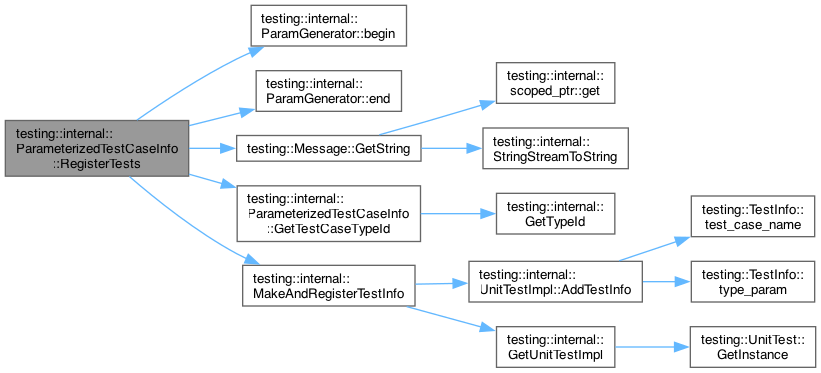 testing::internal::
ParamGenerator::begin
testing::internal::
ParamGenerator::end
testing::internal::
scoped_ptr::get
testing::internal::
ParameterizedTestCaseInfo
::RegisterTests
testing::Message::GetString
testing::internal::
StringStreamToString
testing::internal::
ParameterizedTestCaseInfo
::GetTestCaseTypeId
testing::internal::
GetTypeId
testing::TestInfo::
test_case_name
testing::internal::
MakeAndRegisterTestInfo
testing::internal::
UnitTestImpl::AddTestInfo
testing::TestInfo::
type_param
testing::internal::
GetUnitTestImpl
testing::UnitTest::
GetInstance